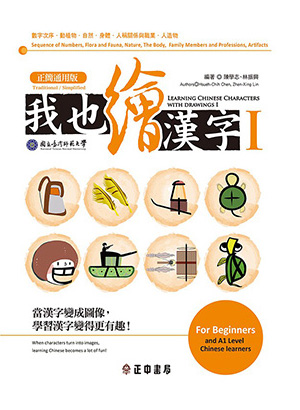 數字次序．動植物．自然．身體．人稱關係與職業．人造物
Sequence of Numbers, Flora and Fauna, Nature, The Body, Family Members and Professions, Artifacts
正簡通用版
Traditional / Simplified
編著◎陳學志．林振興
Authors◎Hsueh-Chih Chen, Zhen-Xing Lin
LEARNING CHINESE CHARACTERS
WITH DRAWINGS I
我也繪漢字 I
國立臺灣師範大學
當漢字變成圖像，
學習漢字變得更有趣！
When characters turn into images,
learning Chinese becomes a lot of fun!
For Beginners
and A1 Level
Chinese learners
正中書局